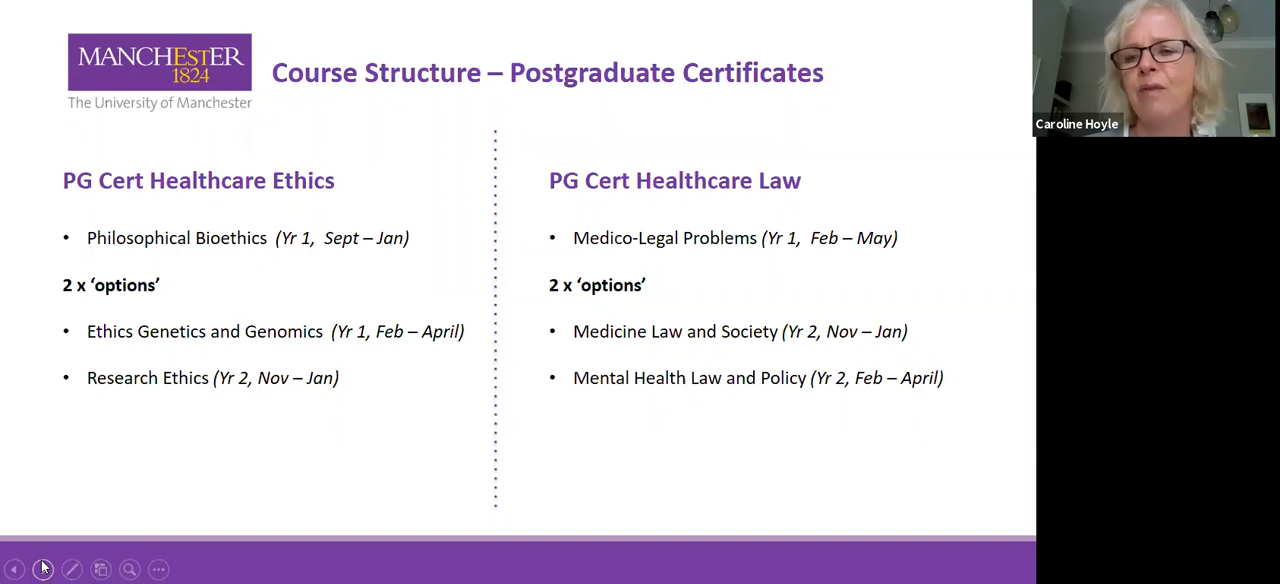 MANCHESTER
1824
The University of Manchester
Course Structure – Postgraduate Certificates
Caroline Hoyle
PG Cert Healthcare Ethics
• Philosophical Bioethics (Yr 1, Sept – Jan)
2 x ‘options’
• Ethics Genetics and Genomics (Yr 1, Feb – April)
• Research Ethics (Yr 2, Nov – Jan)
PG Cert Healthcare Law
• Medico-Legal Problems (Yr 1, Feb – May)
2 x ‘options’
• Medicine Law and Society (Yr 2, Nov – Jan)
• Mental Health Law and Policy (Yr 2, Feb – April)